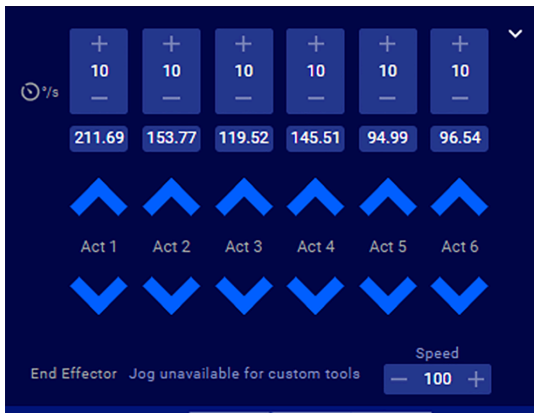 + + + + + +
°/s 10 10 10 10 10 10
— — — — — —
211.69 153.77 119.52 145.51 94.99 96.54
Act 1 Act 2 Act 3 Act 4 Act 5 Act 6
Speed
End Effector Jog unavailable for custom tools — 100 +